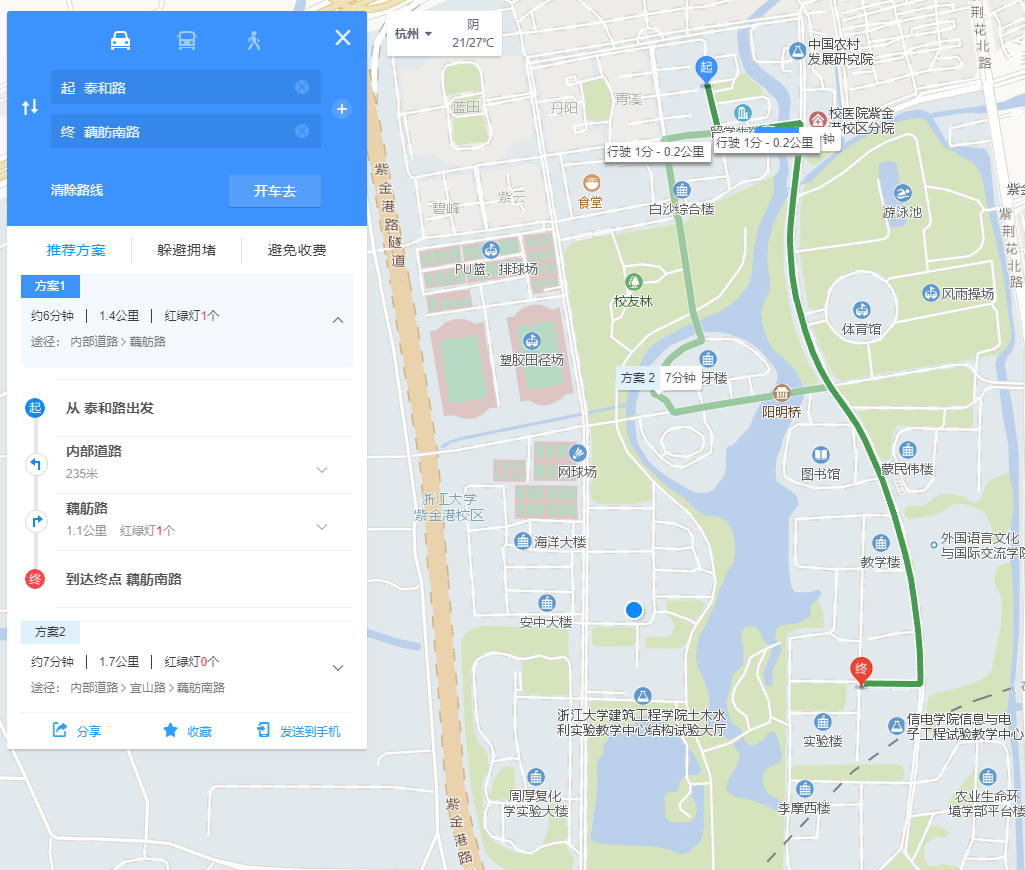 起 泰和路
终 藕舫南路
清除路线
开车去
推荐方案
躲避拥堵
避免收费
方案1
约6分钟 | 1.4公里 | 红绿灯1个
途径: 内部道路 > 藕舫路
起 从 泰和路出发
内部道路
235米
藕舫路
1.1公里 红绿灯1个
终 到达终点 藕舫南路
方案2
约7分钟 | 1.7公里 | 红绿灯0个
途径: 内部道路 > 宜山路 > 藕舫南路
分享
收藏
发送到手机
杭州
阴
21/27℃
荆花北路
中国农村
发展研究院
起
蓝田
丹阳
青溪
校医院紫金
港校区分院
行驶 1分 - 0.2公里
行驶 1分 - 0.2公里
钟
紫金港路隧道
食堂
碧峰
紫云
白沙综合楼
游泳池
紫金
紫荆花北路
PU篮、排球场
校友林
风雨操场
体育馆
塑胶田径场
方案 2 7分钟
牙楼
阳明桥
网球场
图书馆
蒙民伟楼
浙江大学
紫金港校区
海洋大楼
外国语言文化
与国际交流学院
教学楼
安中大楼
终
浙江大学建筑工程学院土木水
利实验教学中心结构试验大厅
实验楼
信电学院信息与电
子工程试验教学中心
周厚复化
学实验大楼
李摩西楼
农业生命环
境学部平台楼
紫金港路